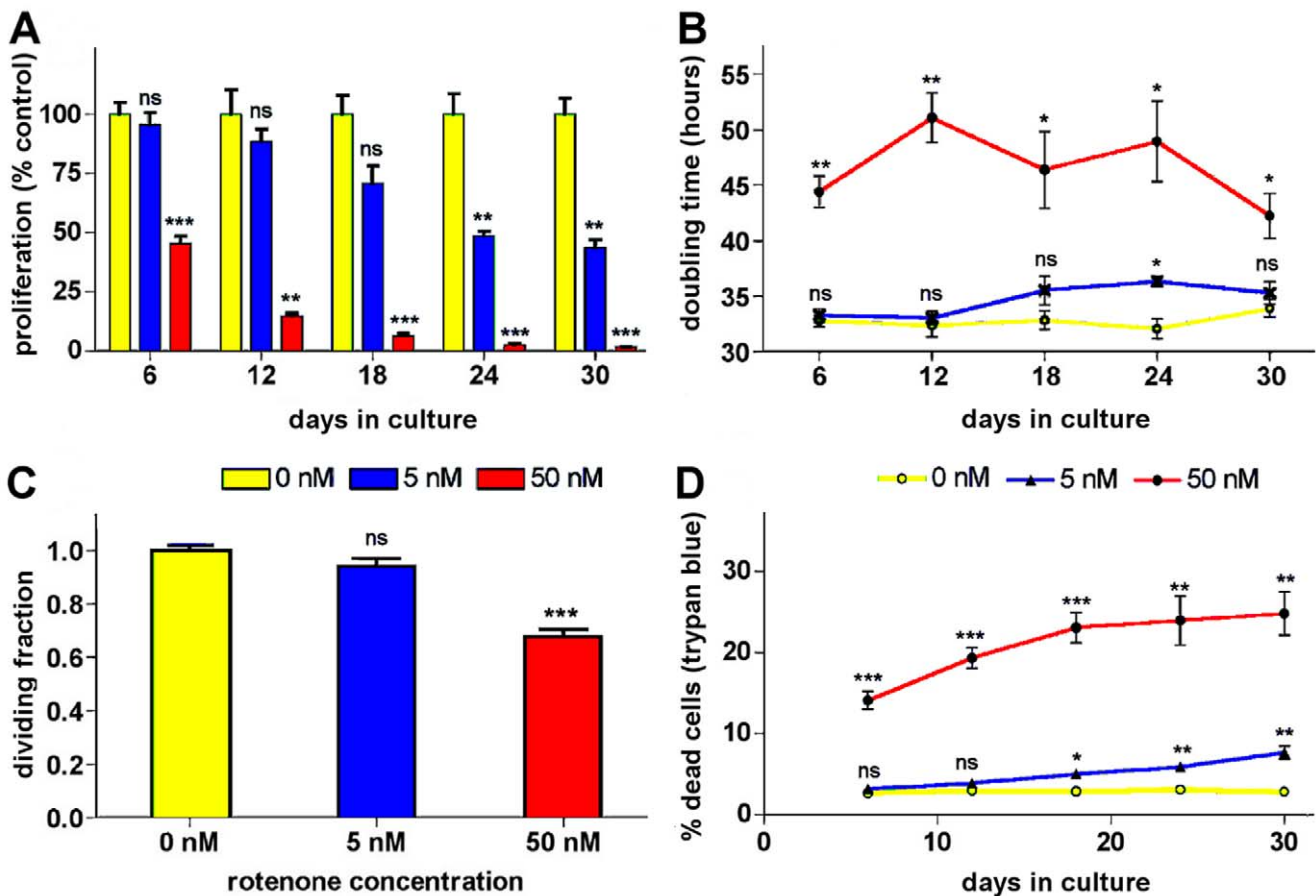 A
proliferation (% control)
100
75
50
25
0
ns
***
ns
**
ns
***
**
***
**
***
6 12 18 24 30
days in culture
B
doubling time (hours)
55
50
45
40
35
30
**
**
*
*
*
ns
ns
ns
*
ns
6 12 18 24 30
days in culture
C
0 nM 5 nM 50 nM
dividing fraction
1.0
0.8
0.6
0.4
0.2
0.0
ns
***
0 nM 5 nM 50 nM
rotenone concentration
D
0 nM 5 nM 50 nM
% dead cells (trypan blue)
30
20
10
0
***
***
***
**
**
ns
ns
*
**
**
0 10 20 30
days in culture